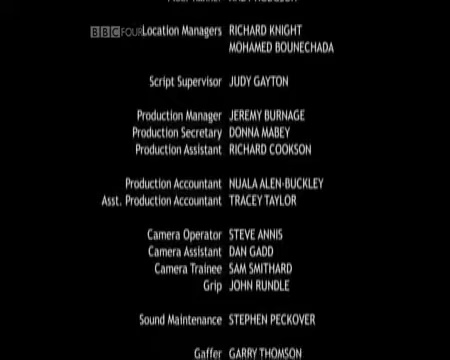 BBC FOUR Location Managers RICHARD KNIGHT
MOHAMED BOUNECHADA
Script Supervisor JUDY GAYTON
Production Manager JEREMY BURNAGE
Production Secretary DONNA MABEY
Production Assistant RICHARD COOKSON
Production Accountant NUALA ALEN-BUCKLEY
Asst. Production Accountant TRACEY TAYLOR
Camera Operator STEVE ANNIS
Camera Assistant DAN GADD
Camera Trainee SAM SMITHARD
Grip JOHN RUNDLE
Sound Maintenance STEPHEN PECKOVER
Gaffer GARRY THOMSON